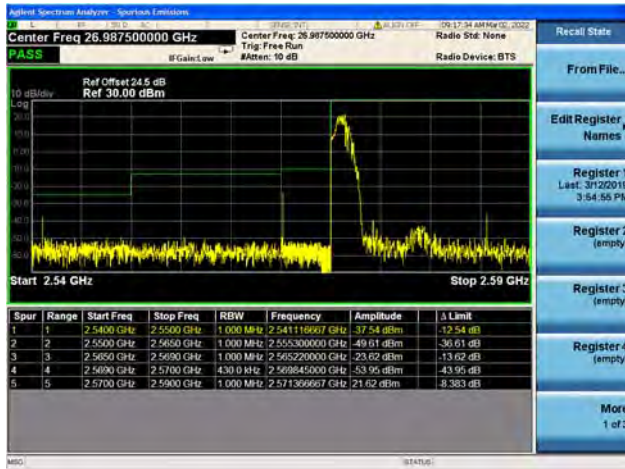 Agilent Spectrum Analyzer - Spurious Emissions
SENSE:INT
ALIGN OFF
09:17:34 AM Mar 02, 2022
Center Freq 26.987500000 GHz
Center Freq: 26.987500000 GHz
Radio Std: None
PASS
IFGain:Low
Trig: Free Run
#Atten: 10 dB
Radio Device: BTS
Ref Offset 24.5 dB
10 dB/div
Ref 30.00 dBm
Log
Start 2.54 GHz
Stop 2.59 GHz
Spur Range Start Freq Stop Freq RBW Frequency Amplitude Δ Limit
1 1 2.5400 GHz 2.5500 GHz 1.000 MHz 2.541116667 GHz -37.54 dBm -12.54 dB
2 2 2.5500 GHz 2.5650 GHz 1.000 MHz 2.555300000 GHz -49.61 dBm -36.61 dB
3 3 2.5650 GHz 2.5690 GHz 1.000 MHz 2.565220000 GHz -23.62 dBm -13.62 dB
4 4 2.5690 GHz 2.5700 GHz 430.0 kHz 2.569845000 GHz -53.95 dBm -43.95 dB
5 5 2.5700 GHz 2.5900 GHz 1.000 MHz 2.571366667 GHz 21.62 dBm -8.383 dB
MSG
STATUS
Recall State
From File...
Edit Register
Names
Register 1
Last: 3/12/2019
3:54:55 PM
Register 2
(empty
Register 3
(empty
Register 4
(empty
More
1 of 3